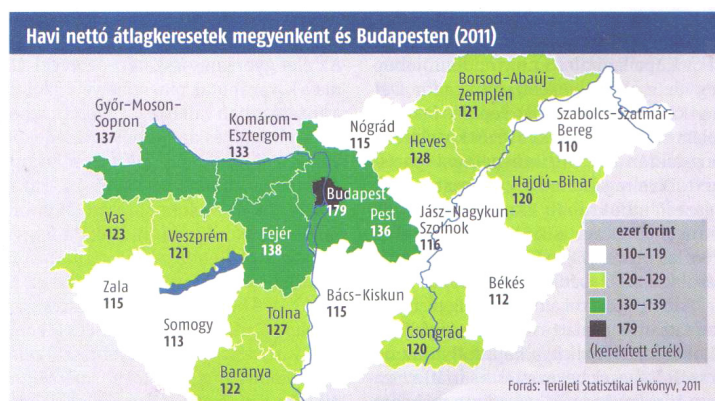 Havi nettó átlagkeresetek megyénként és Budapesten (2011)
Győr-Moson-
Sopron
137
Komárom-
Esztergom
133
Nógrád
115
Borsod-Abaúj-
Zemplén
121
Szabolcs-Szatmár-
Bereg
110
Heves
128
Hajdú-Bihar
120
Budapest
179
Pest
136
Vas
123
Veszprém
121
Fejér
138
Jász-Nagykun-
Szolnok
116
Zala
115
Somogy
113
Tolna
127
Bács-Kiskun
115
Békés
112
Csongrád
120
Baranya
122
ezer forint
110–119
120–129
130–139
179
(kerekített érték)
Forrás: Területi Statisztikai Évkönyv, 2011